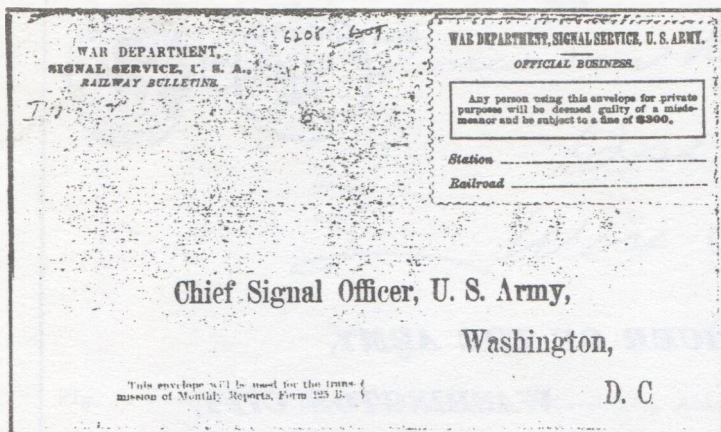 6208
WAR DEPARTMENT,
SIGNAL SERVICE, U. S. A.,
RAILWAY BULLETINS.
WAR DEPARTMENT, SIGNAL SERVICE, U. S. ARMY.
OFFICIAL BUSINESS.
Any person using this envelope for private
purposes will be deemed guilty of a misde-
meanor and be subject to a fine of $300.
Station
Railroad
Chief Signal Officer, U. S. Army,
Washington,
D. C
This envelope will be used for the trans-
mission of Monthly Reports, Form 125 B.